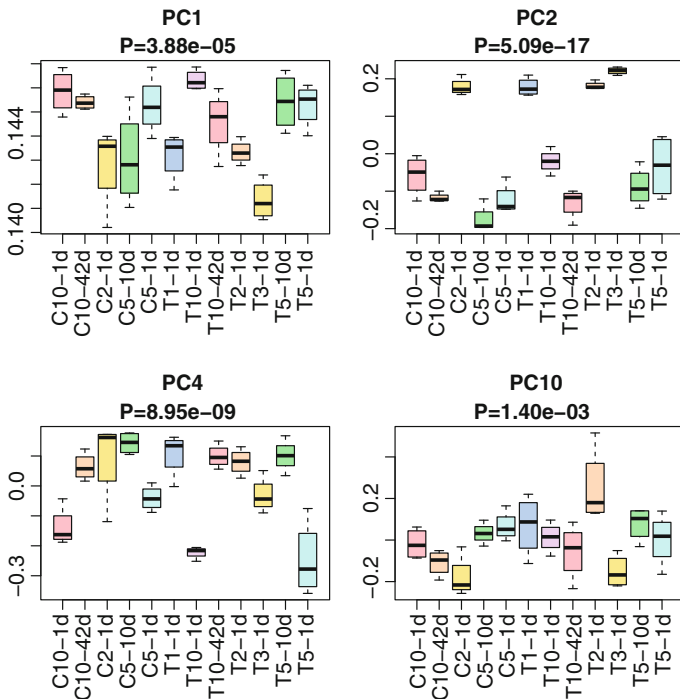 PC1
P=3.88e−05
0.144
0.140
C10−1d
C10−42d
C2−1d
C5−10d
C5−1d
T1−1d
T10−1d
T10−42d
T2−1d
T3−1d
T5−10d
T5−1d
PC2
P=5.09e−17
0.2
0.0
−0.2
C10−1d
C10−42d
C2−1d
C5−10d
C5−1d
T1−1d
T10−1d
T10−42d
T2−1d
T3−1d
T5−10d
T5−1d
PC4
P=8.95e−09
0.0
−0.3
C10−1d
C10−42d
C2−1d
C5−10d
C5−1d
T1−1d
T10−1d
T10−42d
T2−1d
T3−1d
T5−10d
T5−1d
PC10
P=1.40e−03
0.2
−0.2
C10−1d
C10−42d
C2−1d
C5−10d
C5−1d
T1−1d
T10−1d
T10−42d
T2−1d
T3−1d
T5−10d
T5−1d